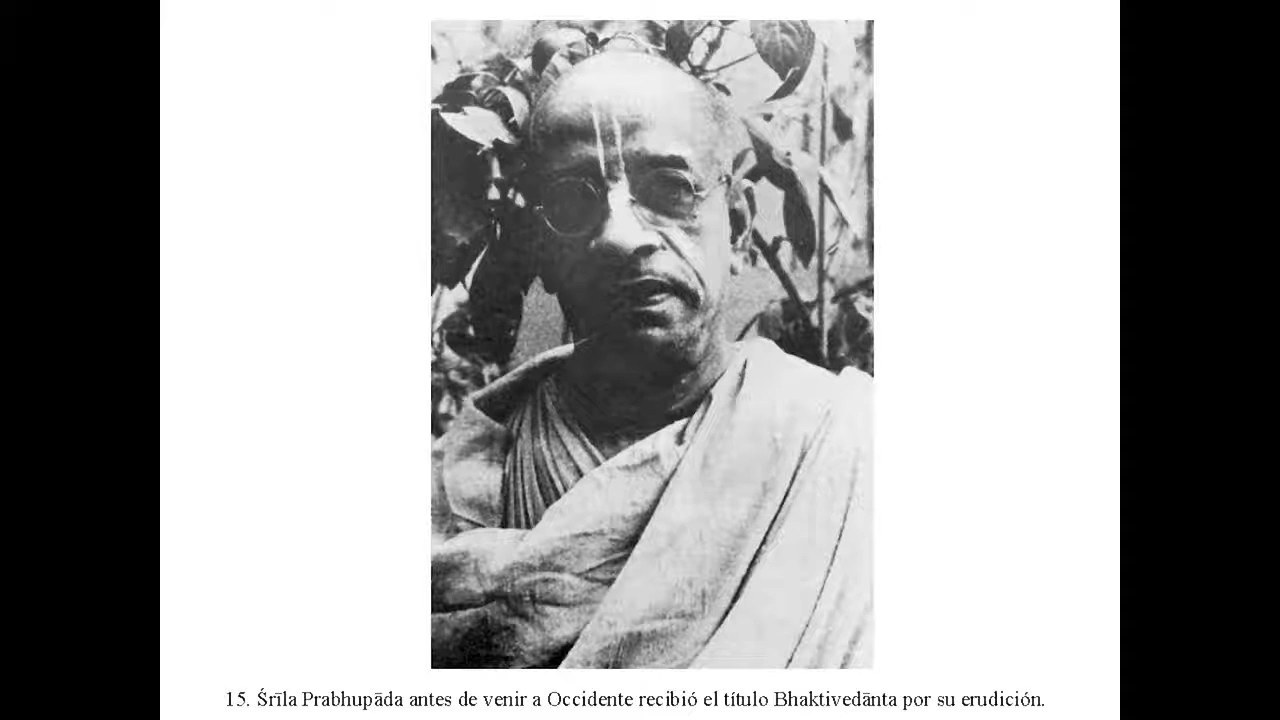 15. Śrīla Prabhupāda antes de venir a Occidente recibió el título Bhaktivedānta por su erudición.